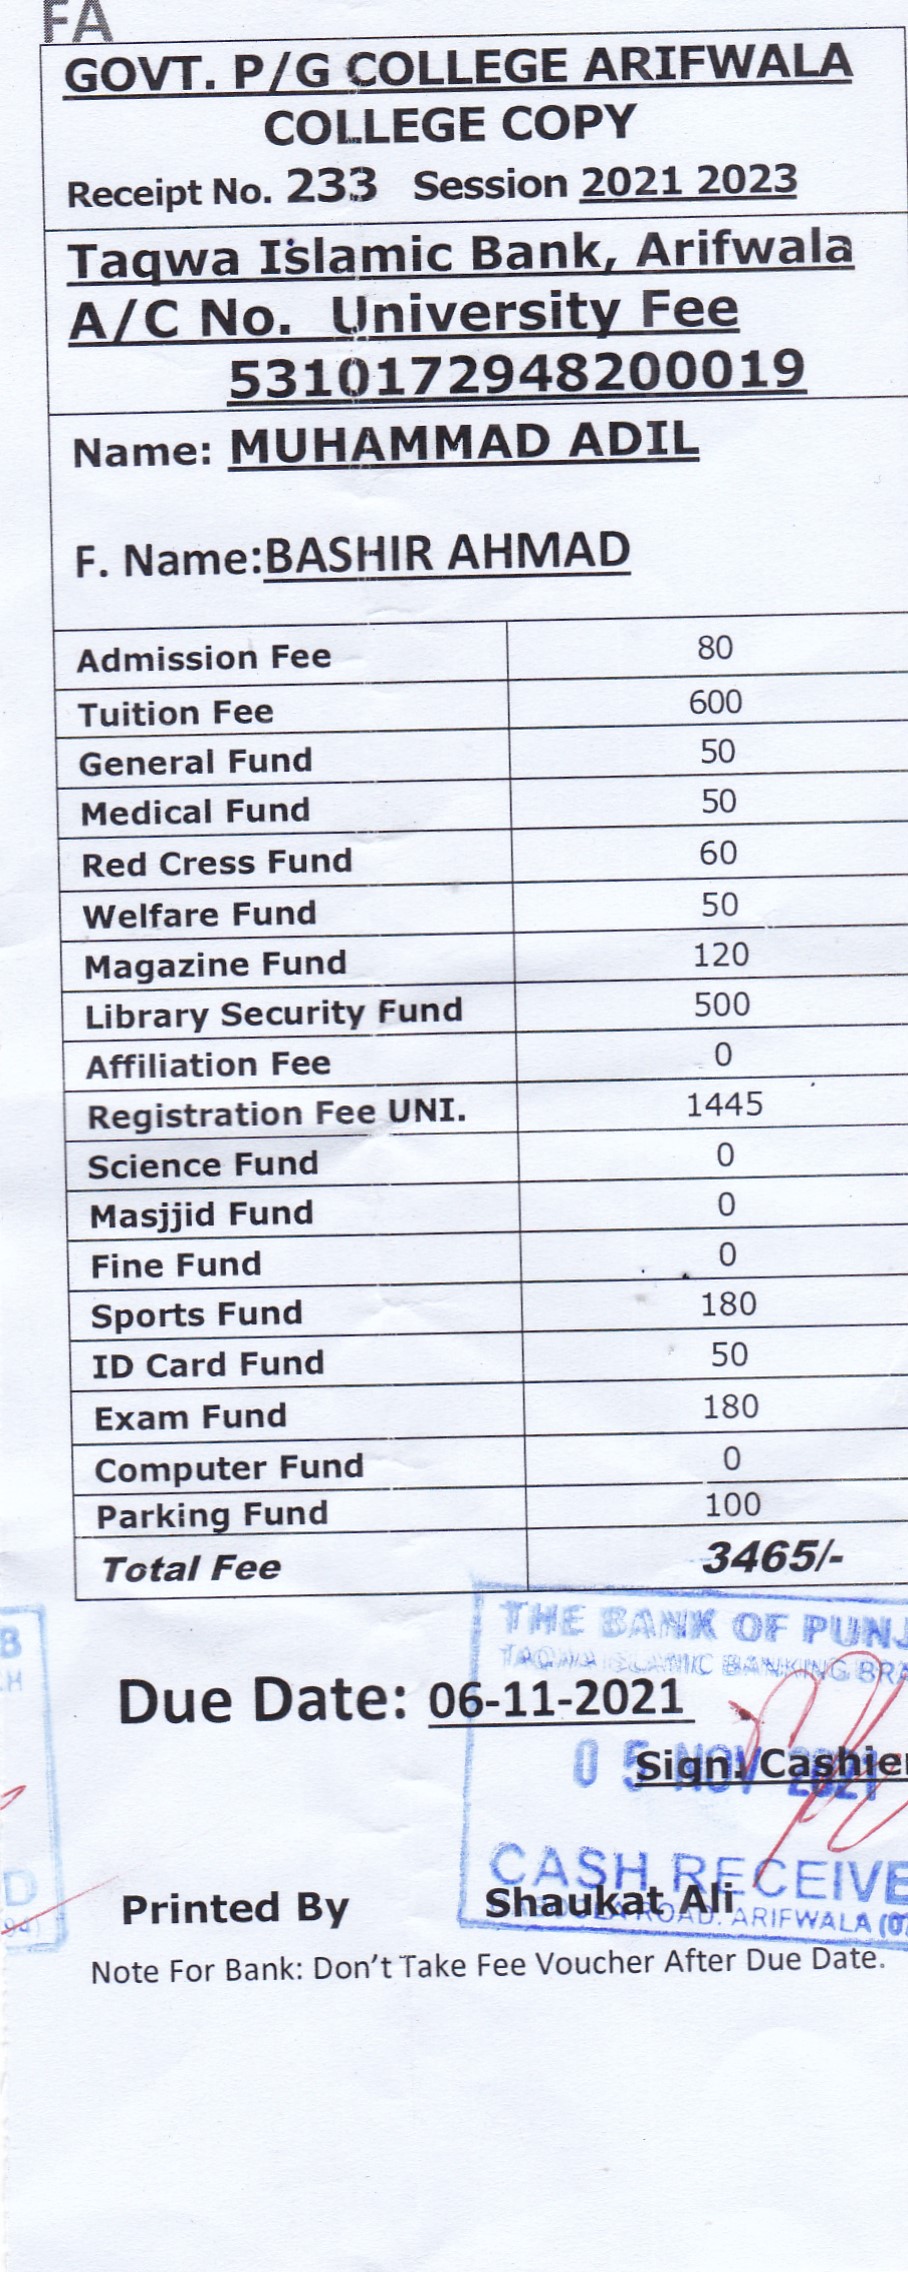 FA
GOVT. P/G COLLEGE ARIFWALA
COLLEGE COPY
Receipt No. 233 Session 2021 2023
Taqwa Islamic Bank, Arifwala
A/C No. University Fee
5310172948200019
Name: MUHAMMAD ADIL
F. Name:BASHIR AHMAD
Admission Fee 80
Tuition Fee 600
General Fund 50
Medical Fund 50
Red Cress Fund 60
Welfare Fund 50
Magazine Fund 120
Library Security Fund 500
Affiliation Fee 0
Registration Fee UNI. 1445
Science Fund 0
Masjjid Fund 0
Fine Fund 0
Sports Fund 180
ID Card Fund 50
Exam Fund 180
Computer Fund 0
Parking Fund 100
Total Fee 3465/-
THE BANK OF PUNJ
TAQWA ISLAMIC BANKING BRA
Due Date: 06-11-2021
05 NOV 2021
Sign. Cashier
CASH RECEIVE
Printed By Shaukat Ali
ROAD. ARIFWALA (0
Note For Bank: Don't Take Fee Voucher After Due Date.